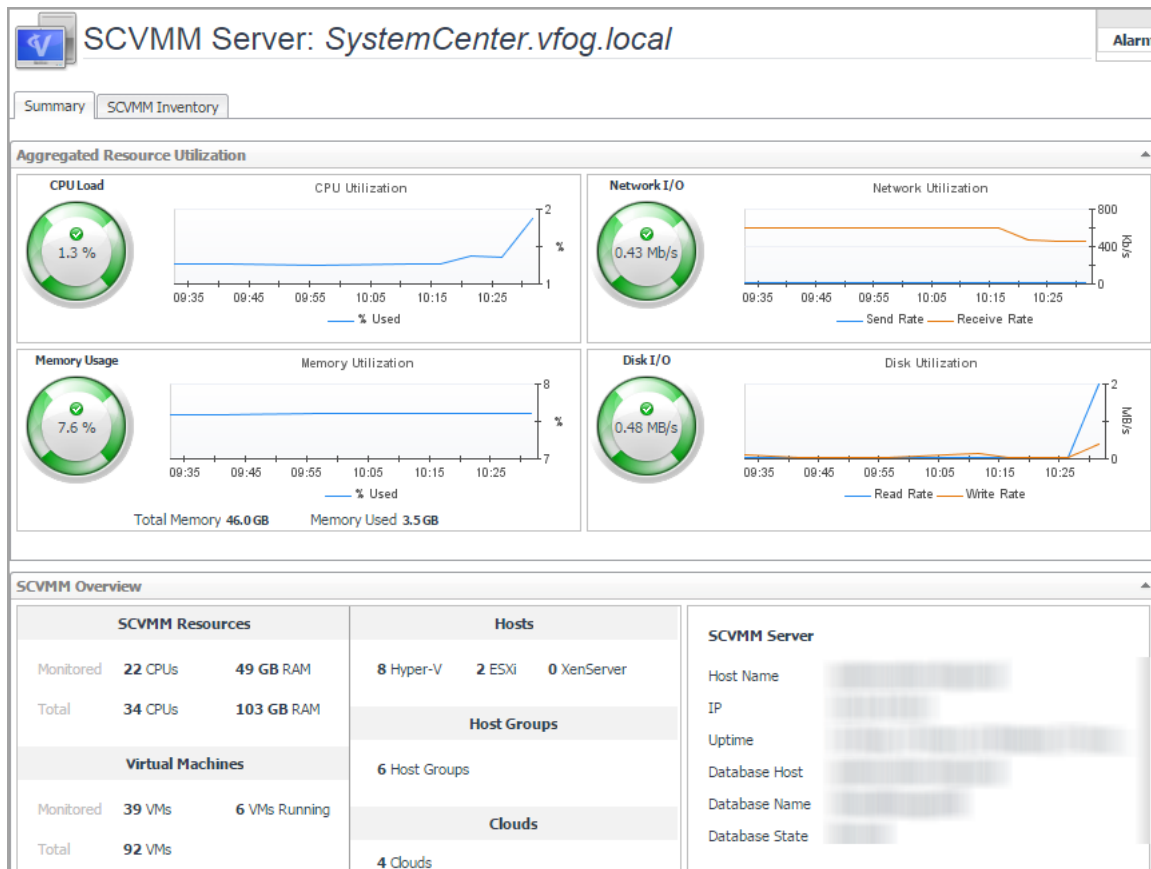 SCVMM Server: SystemCenter.vfog.local
Summary
SCVMM Inventory
Aggregated Resource Utilization
CPU Load
1.3 %
CPU Utilization
2
%
1
09:35 09:45 09:55 10:05 10:15 10:25
% Used
Network I/O
0.43 Mb/s
Network Utilization
800
400
0
Kb/s
09:35 09:45 09:55 10:05 10:15 10:25
Send Rate Receive Rate
Memory Usage
7.6 %
Memory Utilization
8
%
7
09:35 09:45 09:55 10:05 10:15 10:25
% Used
Total Memory 46.0 GB Memory Used 3.5 GB
Disk I/O
0.48 MB/s
Disk Utilization
2
1
0
MB/s
09:35 09:45 09:55 10:05 10:15 10:25
Read Rate Write Rate
SCVMM Overview
SCVMM Resources
Monitored 22 CPUs 49 GB RAM
Total 34 CPUs 103 GB RAM
Virtual Machines
Monitored 39 VMs 6 VMs Running
Total 92 VMs
Hosts
8 Hyper-V 2 ESXi 0 XenServer
Host Groups
6 Host Groups
Clouds
4 Clouds
SCVMM Server
Host Name
IP
Uptime
Database Host
Database Name
Database State